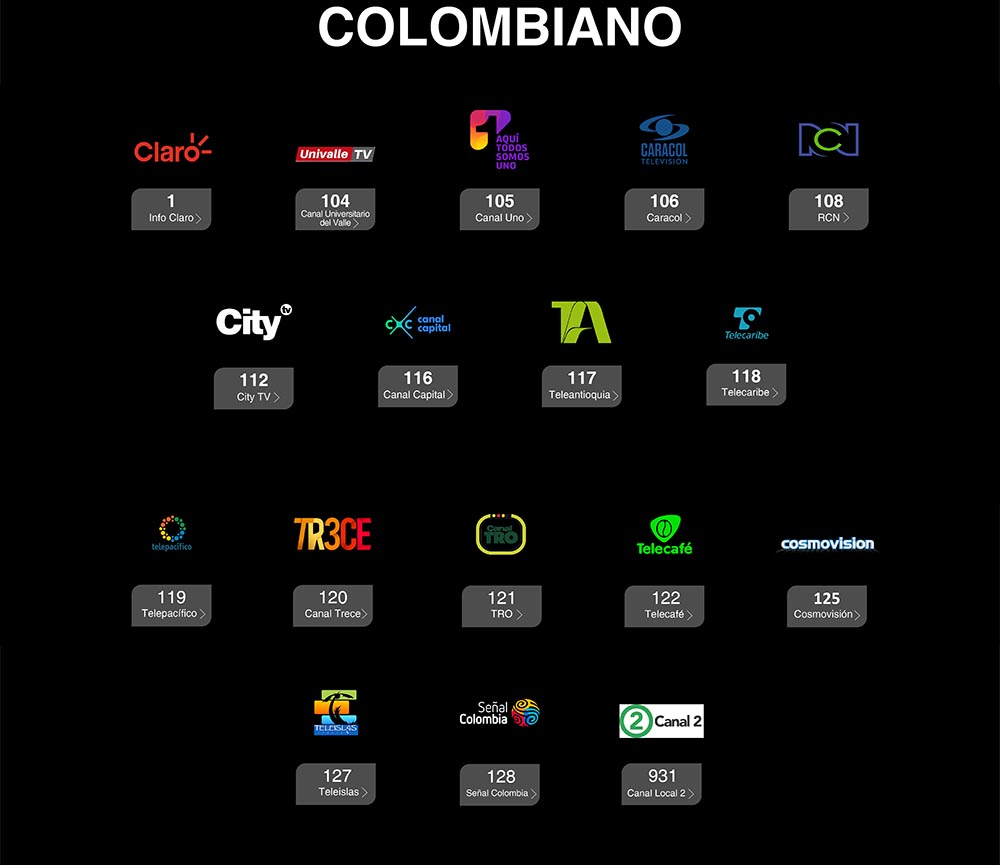 COLOMBIANO
Claro
Univalle TV
AQUÍ
TODOS
SOMOS
UNO
CARACOL
TELEVISIÓN
RCN
1
Info Claro
104
Canal Universitario
del Valle
105
Canal Uno
106
Caracol
108
RCN
City tv
canal
capital
TA
Telecaribe
112
City TV
116
Canal Capital
117
Teleantioquia
118
Telecaribe
telepacífico
TR3CE
Canal
TRO
Telecafé
cosmovision
119
Telepacífico
120
Canal Trece
121
TRO
122
Telecafé
125
Cosmovisión
TELEISLAS
Señal
Colombia
2 Canal 2
127
Teleislas
128
Señal Colombia
931
Canal Local 2